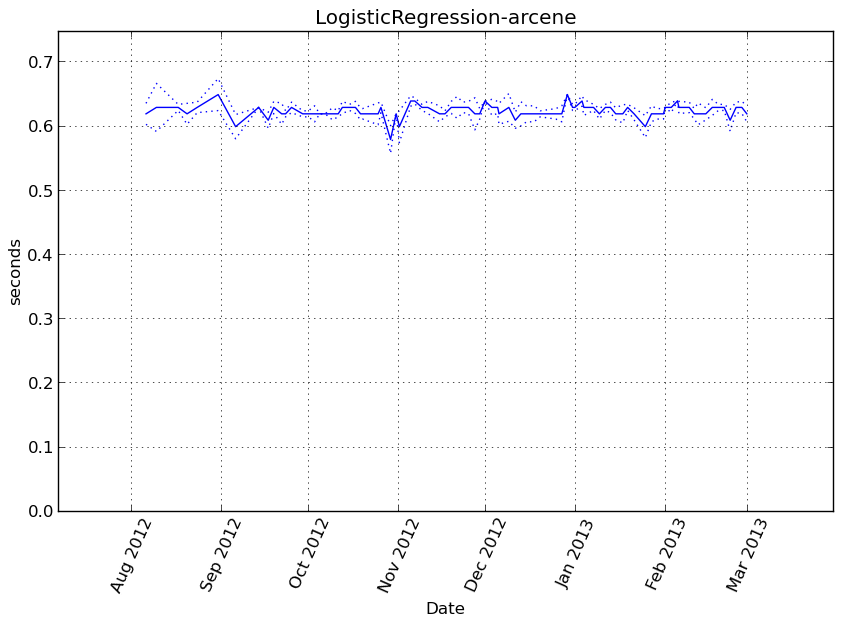 LogisticRegression-arcene
0.7
0.6
0.5
0.4
0.3
0.2
0.1
0.0
seconds
Aug 2012
Sep 2012
Oct 2012
Nov 2012
Dec 2012
Jan 2013
Feb 2013
Mar 2013
Date